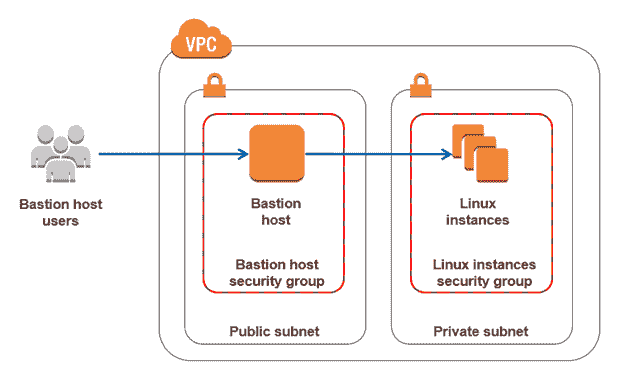 VPC
Bastion host
users
Bastion
host
Linux
instances
Bastion host
security group
Linux instances
security group
Public subnet
Private subnet